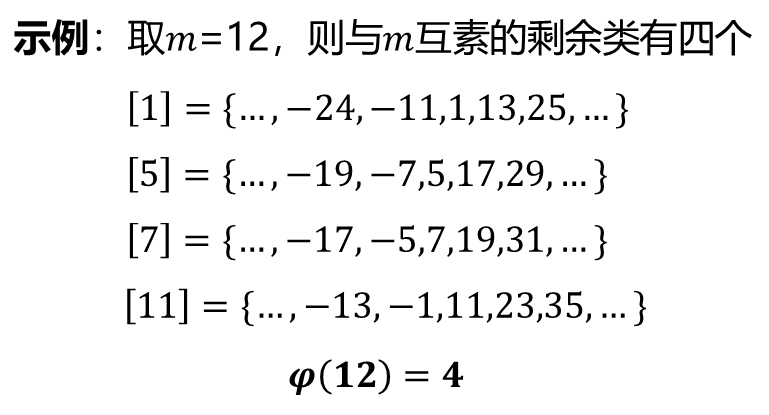 示例：取𝑚=12，则与𝑚互素的剩余类有四个
[1] = {…, −24, −11,1,13,25, … }
[5] = {…, −19, −7,5,17,29, … }
[7] = {…, −17, −5,7,19,31, … }
[11] = {…, −13, −1,11,23,35, … }
𝝋(𝟏𝟐) = 𝟒